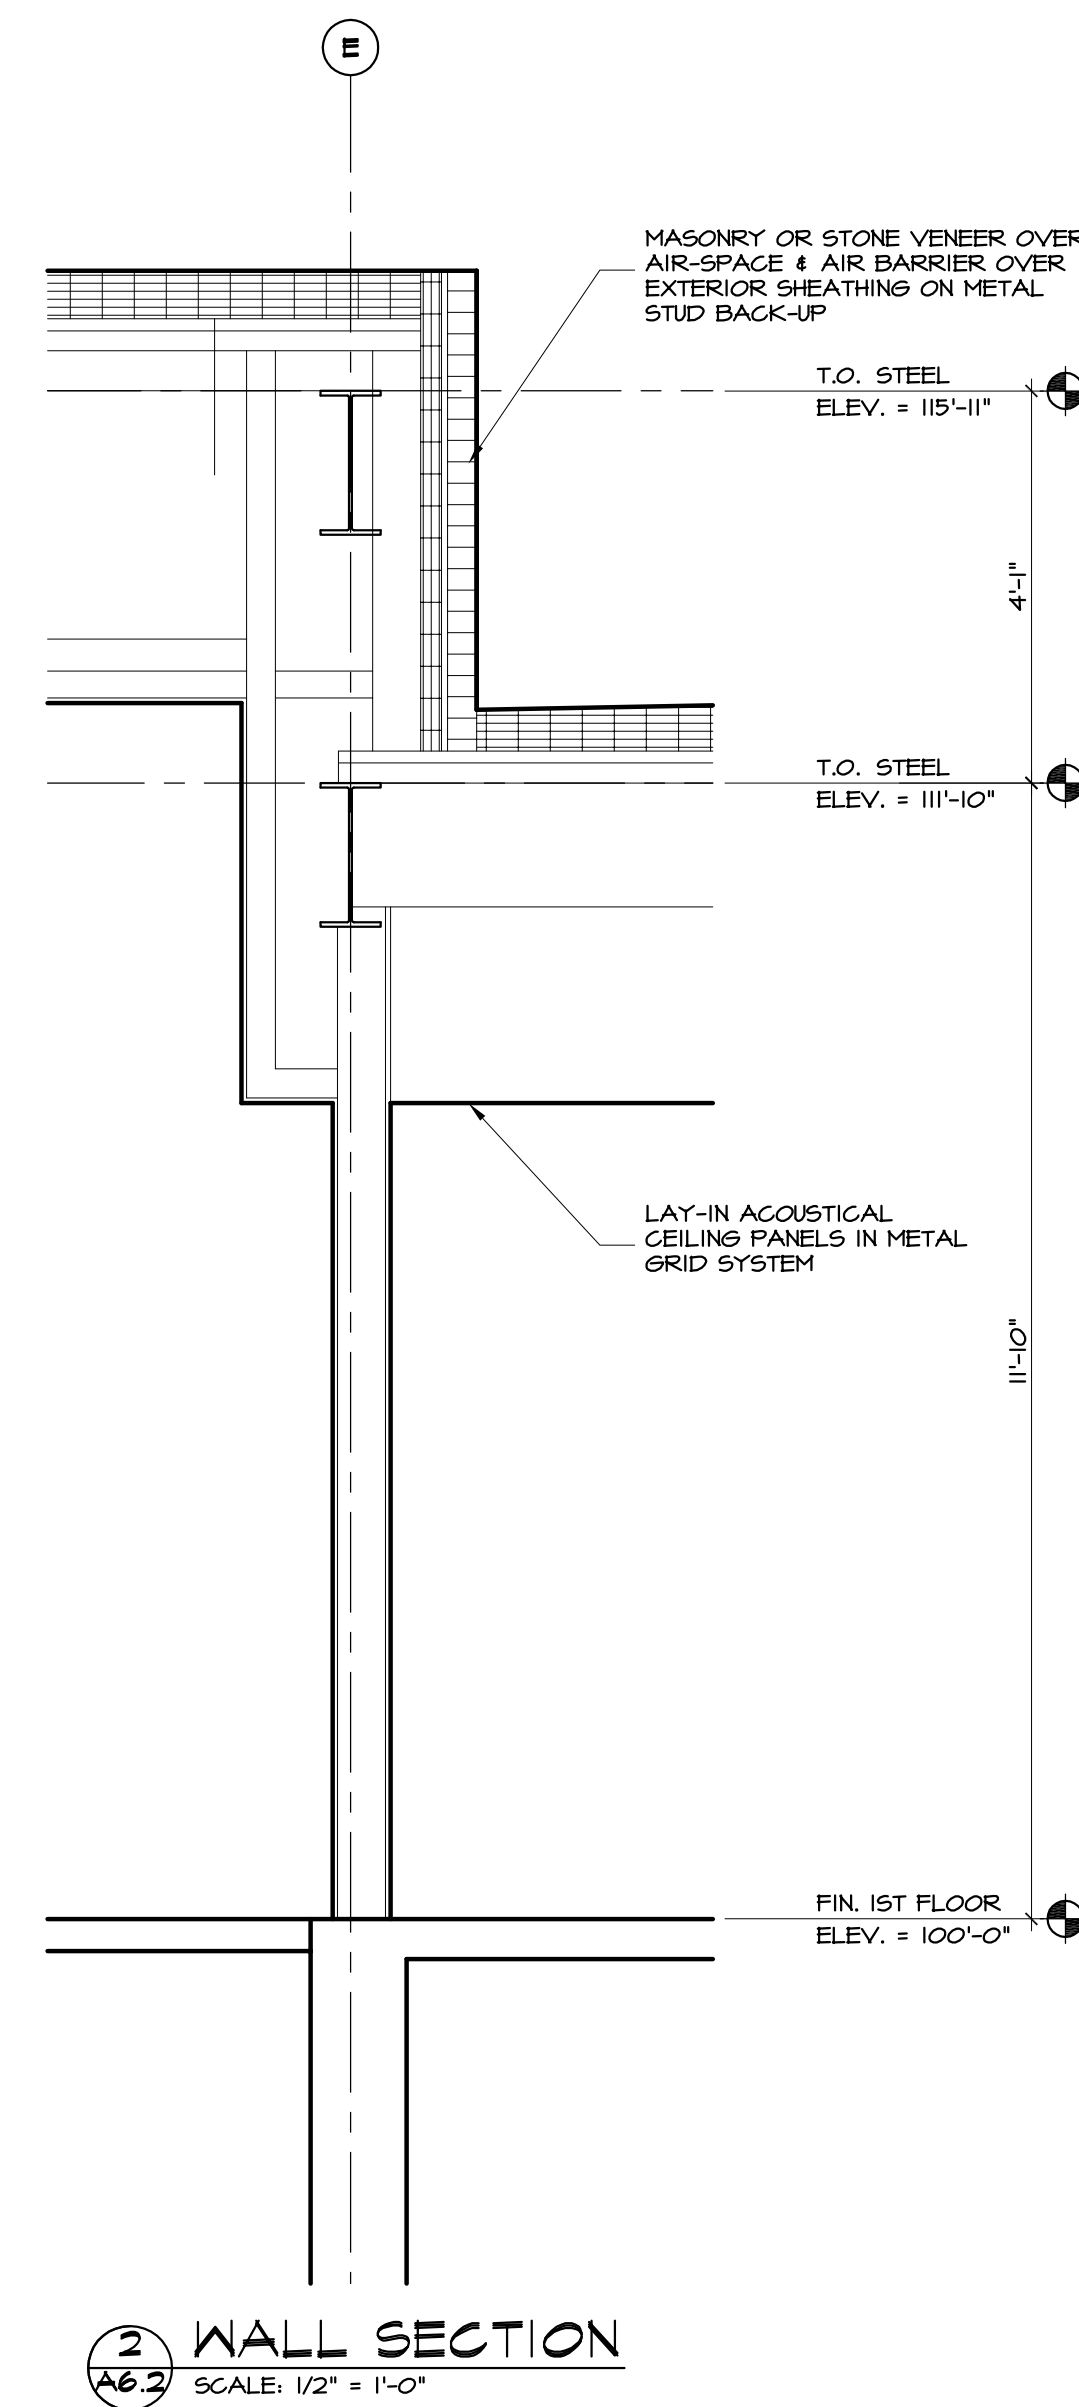 E
MASONRY OR STONE VENEER OVER
AIR-SPACE & AIR BARRIER OVER
EXTERIOR SHEATHING ON METAL
STUD BACK-UP
T.O. STEEL
ELEV. = 115'-11"
4'-1"
T.O. STEEL
ELEV. = 111'-10"
LAY-IN ACOUSTICAL
CEILING PANELS IN METAL
GRID SYSTEM
11'-10"
FIN. 1ST FLOOR
ELEV. = 100'-0"
2
A6.2
WALL SECTION
SCALE: 1/2" = 1'-0"